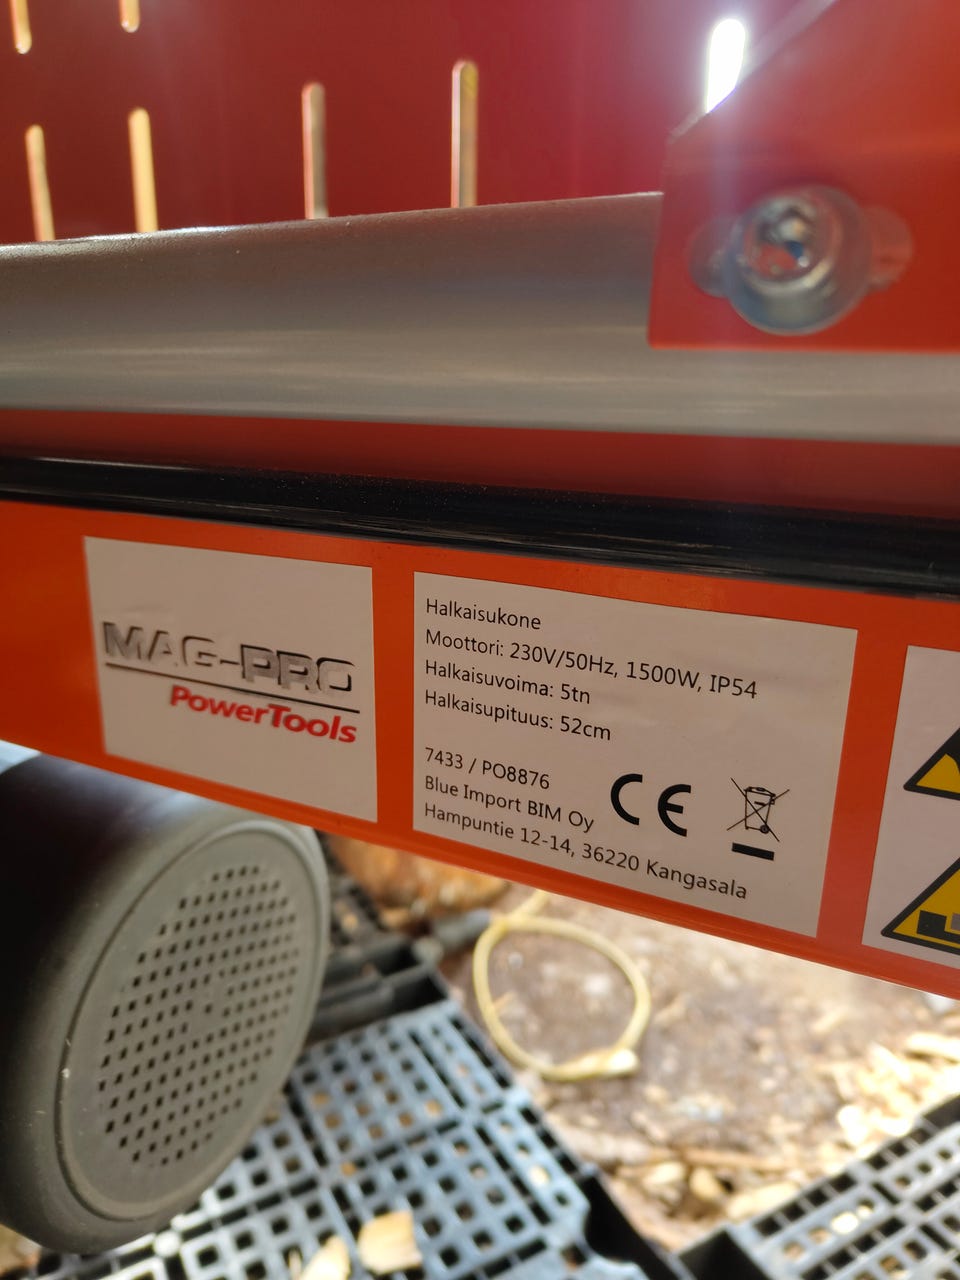 MAG-PRO
PowerTools
Halkaisukone
Moottori: 230V/50Hz, 1500W, IP54
Halkaisuvoima: 5tn
Halkaisupituus: 52cm
7433 / PO8876
Blue Import BIM Oy
Hampuntie 12-14, 36220 Kangasala
CE